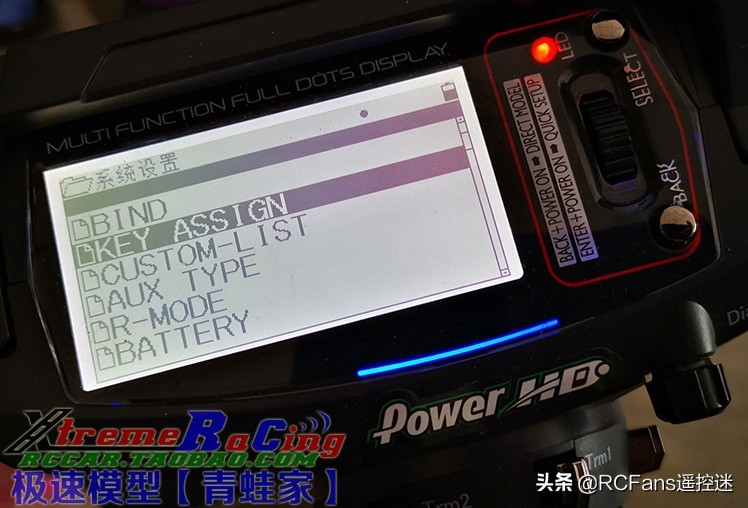 MULTI FUNCTION FULL DOTS DISPLAY
系统设置
BIND
KEY ASSIGN
CUSTOM-LIST
AUX TYPE
R-MODE
BATTERY
LED
SELECT
BACK+POWER ON ➡ DIRECT MODEL
ENTER+POWER ON ➡ QUICK SETUP
BACK
Power HD
Dia
Trm1
Trm2
XtremeRaCing
RCCAR.TAOBAO.COM
极速模型【青蛙家】
头条 @RCFans遥控迷